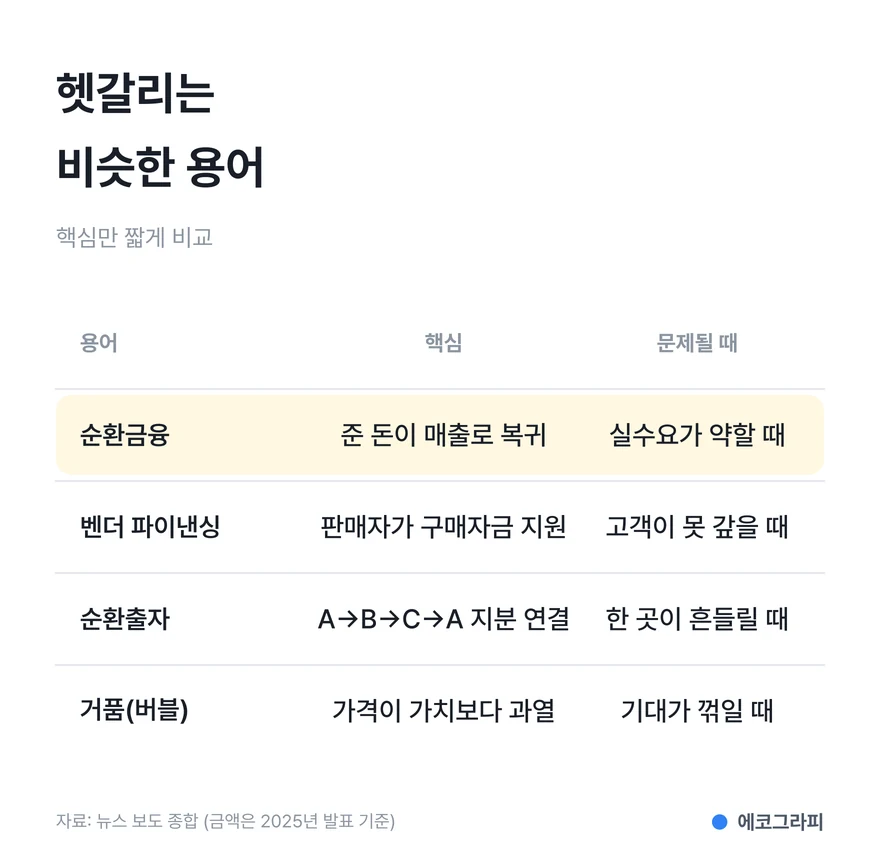 헷갈리는
비슷한 용어
핵심만 짧게 비교
용어 핵심 문제될 때
순환금융 준 돈이 매출로 복귀 실수요가 약할 때
벤더 파이낸싱 판매자가 구매자금 지원 고객이 못 갚을 때
순환출자 A→B→C→A 지분 연결 한 곳이 흔들릴 때
거품(버블) 가격이 가치보다 과열 기대가 꺾일 때
자료: 뉴스 보도 종합 (금액은 2025년 발표 기준) 에코그라피